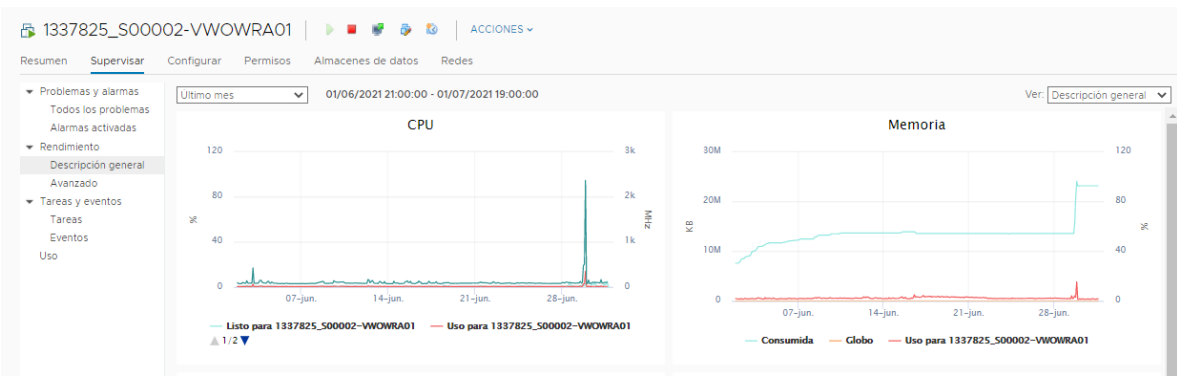 1337825_S00002-VWOWRA01
ACCIONES
Resumen Supervisar Configurar Permisos Almacenes de datos Redes
Problemas y alarmas
Todos los problemas
Alarmas activadas
Rendimiento
Descripción general
Avanzado
Tareas y eventos
Tareas
Eventos
Uso
Último mes 01/06/2021 21:00:00 - 01/07/2021 19:00:00 Ver: Descripción general
CPU
120 3k
80 2k
% MHz
40 1k
0 0
07-jun. 14-jun. 21-jun. 28-jun.
Listo para 1337825_S00002-VWOWRA01 Uso para 1337825_S00002-VWOWRA01
1/2
Memoria
30M 120
20M 80
KB %
10M 40
0 0
07-jun. 14-jun. 21-jun. 28-jun.
Consumida Globo Uso para 1337825_S00002-VWOWRA01